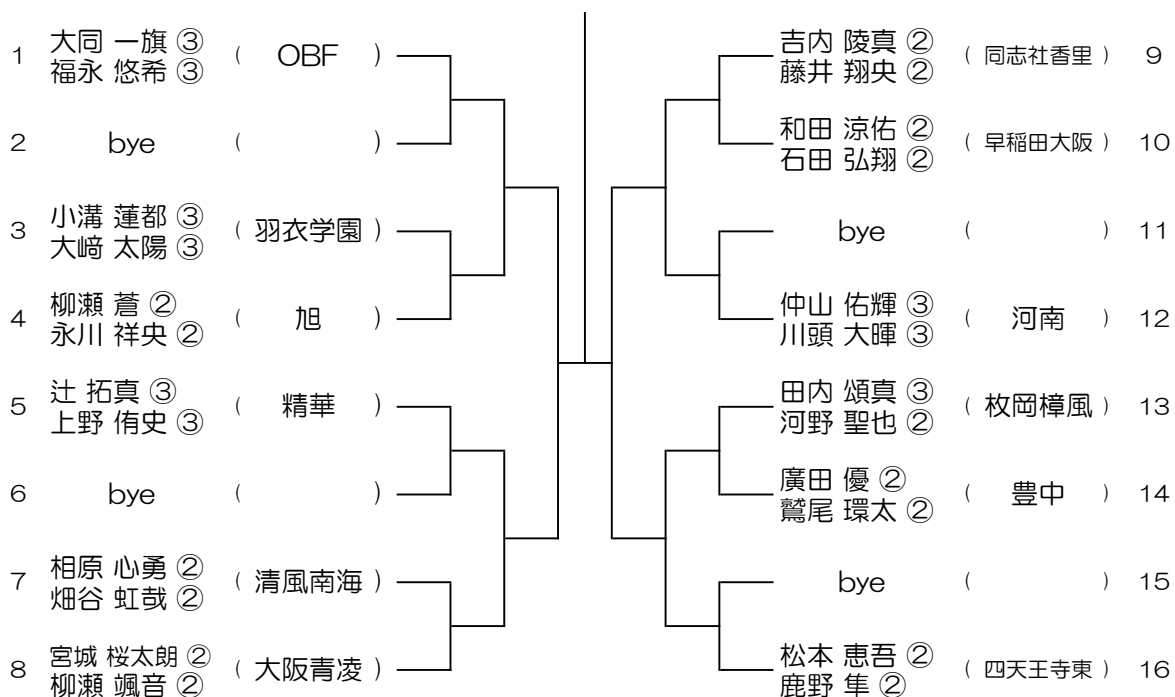 1 大同 一旗 ③ ( OBF )
福永 悠希 ③
2 bye ( )
3 小溝 蓮都 ③ ( 羽衣学園 )
大﨑 太陽 ③
4 柳瀬 蒼 ② ( 旭 )
永川 祥央 ②
5 辻 拓真 ③ ( 精華 )
上野 侑史 ③
6 bye ( )
7 相原 心勇 ② ( 清風南海 )
畑谷 虹哉 ②
8 宮城 桜太朗 ② ( 大阪青凌 )
柳瀬 颯音 ②
吉内 陵真 ② ( 同志社香里 ) 9
藤井 翔央 ②
和田 涼佑 ② ( 早稲田大阪 ) 10
石田 弘翔 ②
bye ( ) 11
仲山 佑輝 ③ ( 河南 ) 12
川頭 大暉 ③
田内 頌真 ③ ( 枚岡樟風 ) 13
河野 聖也 ②
廣田 優 ② ( 豊中 ) 14
鷲尾 環太 ②
bye ( ) 15
松本 恵吾 ② ( 四天王寺東 ) 16
鹿野 隼 ②